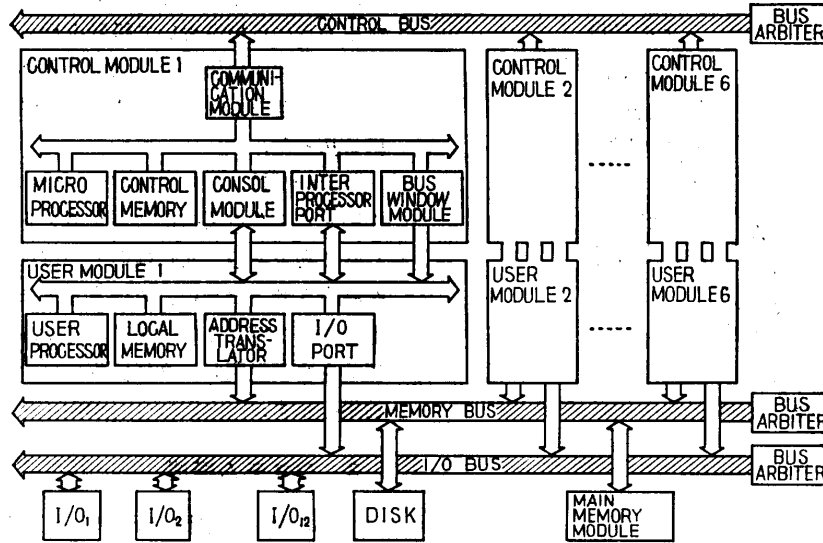 CONTROL BUS
BUS
ARBITER
CONTROL MODULE 1
COMMUNI-
CATION
MODULE
MICRO
PROCESSOR
CONTROL
MEMORY
CONSOL
MODULE
INTER
PROCESSOR
PORT
BUS
WINDOW
MODULE
CONTROL
MODULE 2
.....
CONTROL
MODULE 6
USER MODULE 1
USER
PROCESSOR
LOCAL
MEMORY
ADDRESS
TRANS-
LATOR
I/O
PORT
USER
MODULE 2
.....
USER
MODULE 6
MEMORY BUS
BUS
ARBITER
I/O BUS
BUS
ARBITER
I/O₁
I/O₂
I/O₁₂
DISK
MAIN
MEMORY
MODULE